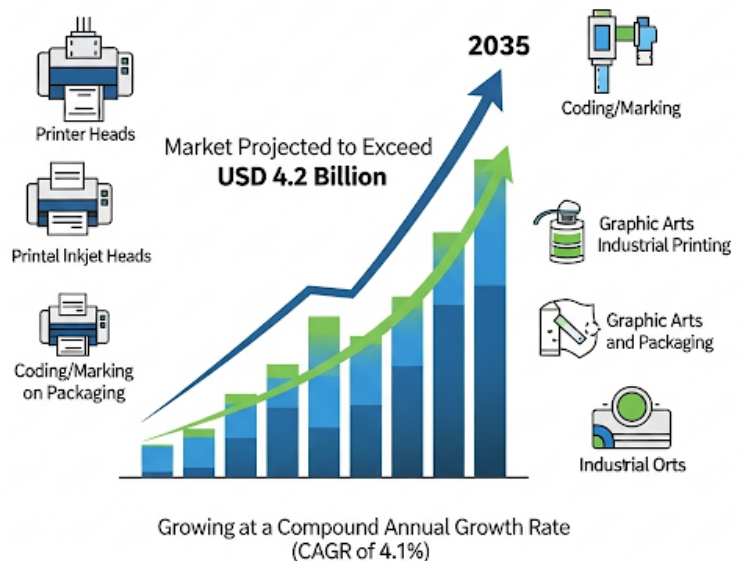 2035
Printer Heads
Coding/Marking
Market Projected to Exceed
USD 4.2 Billion
Printal Inkjet Heads
Graphic Arts
Industrial Printing
Coding/Marking
on Packaging
Graphic Arts
and Packaging
Industrial Orts
Growing at a Compound Annual Growth Rate
(CAGR of 4.1%)